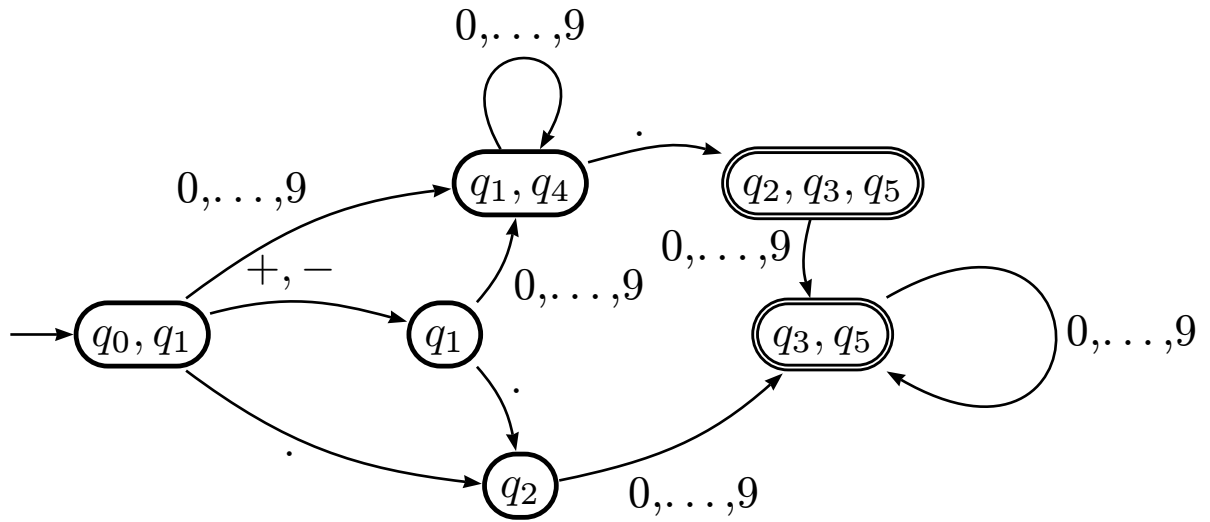 0,...,9
.
0,...,9
q1, q4
q2, q3, q5
+, −
0,...,9
0,...,9
q0, q1
q1
q3, q5
0,...,9
.
.
q2
0,...,9